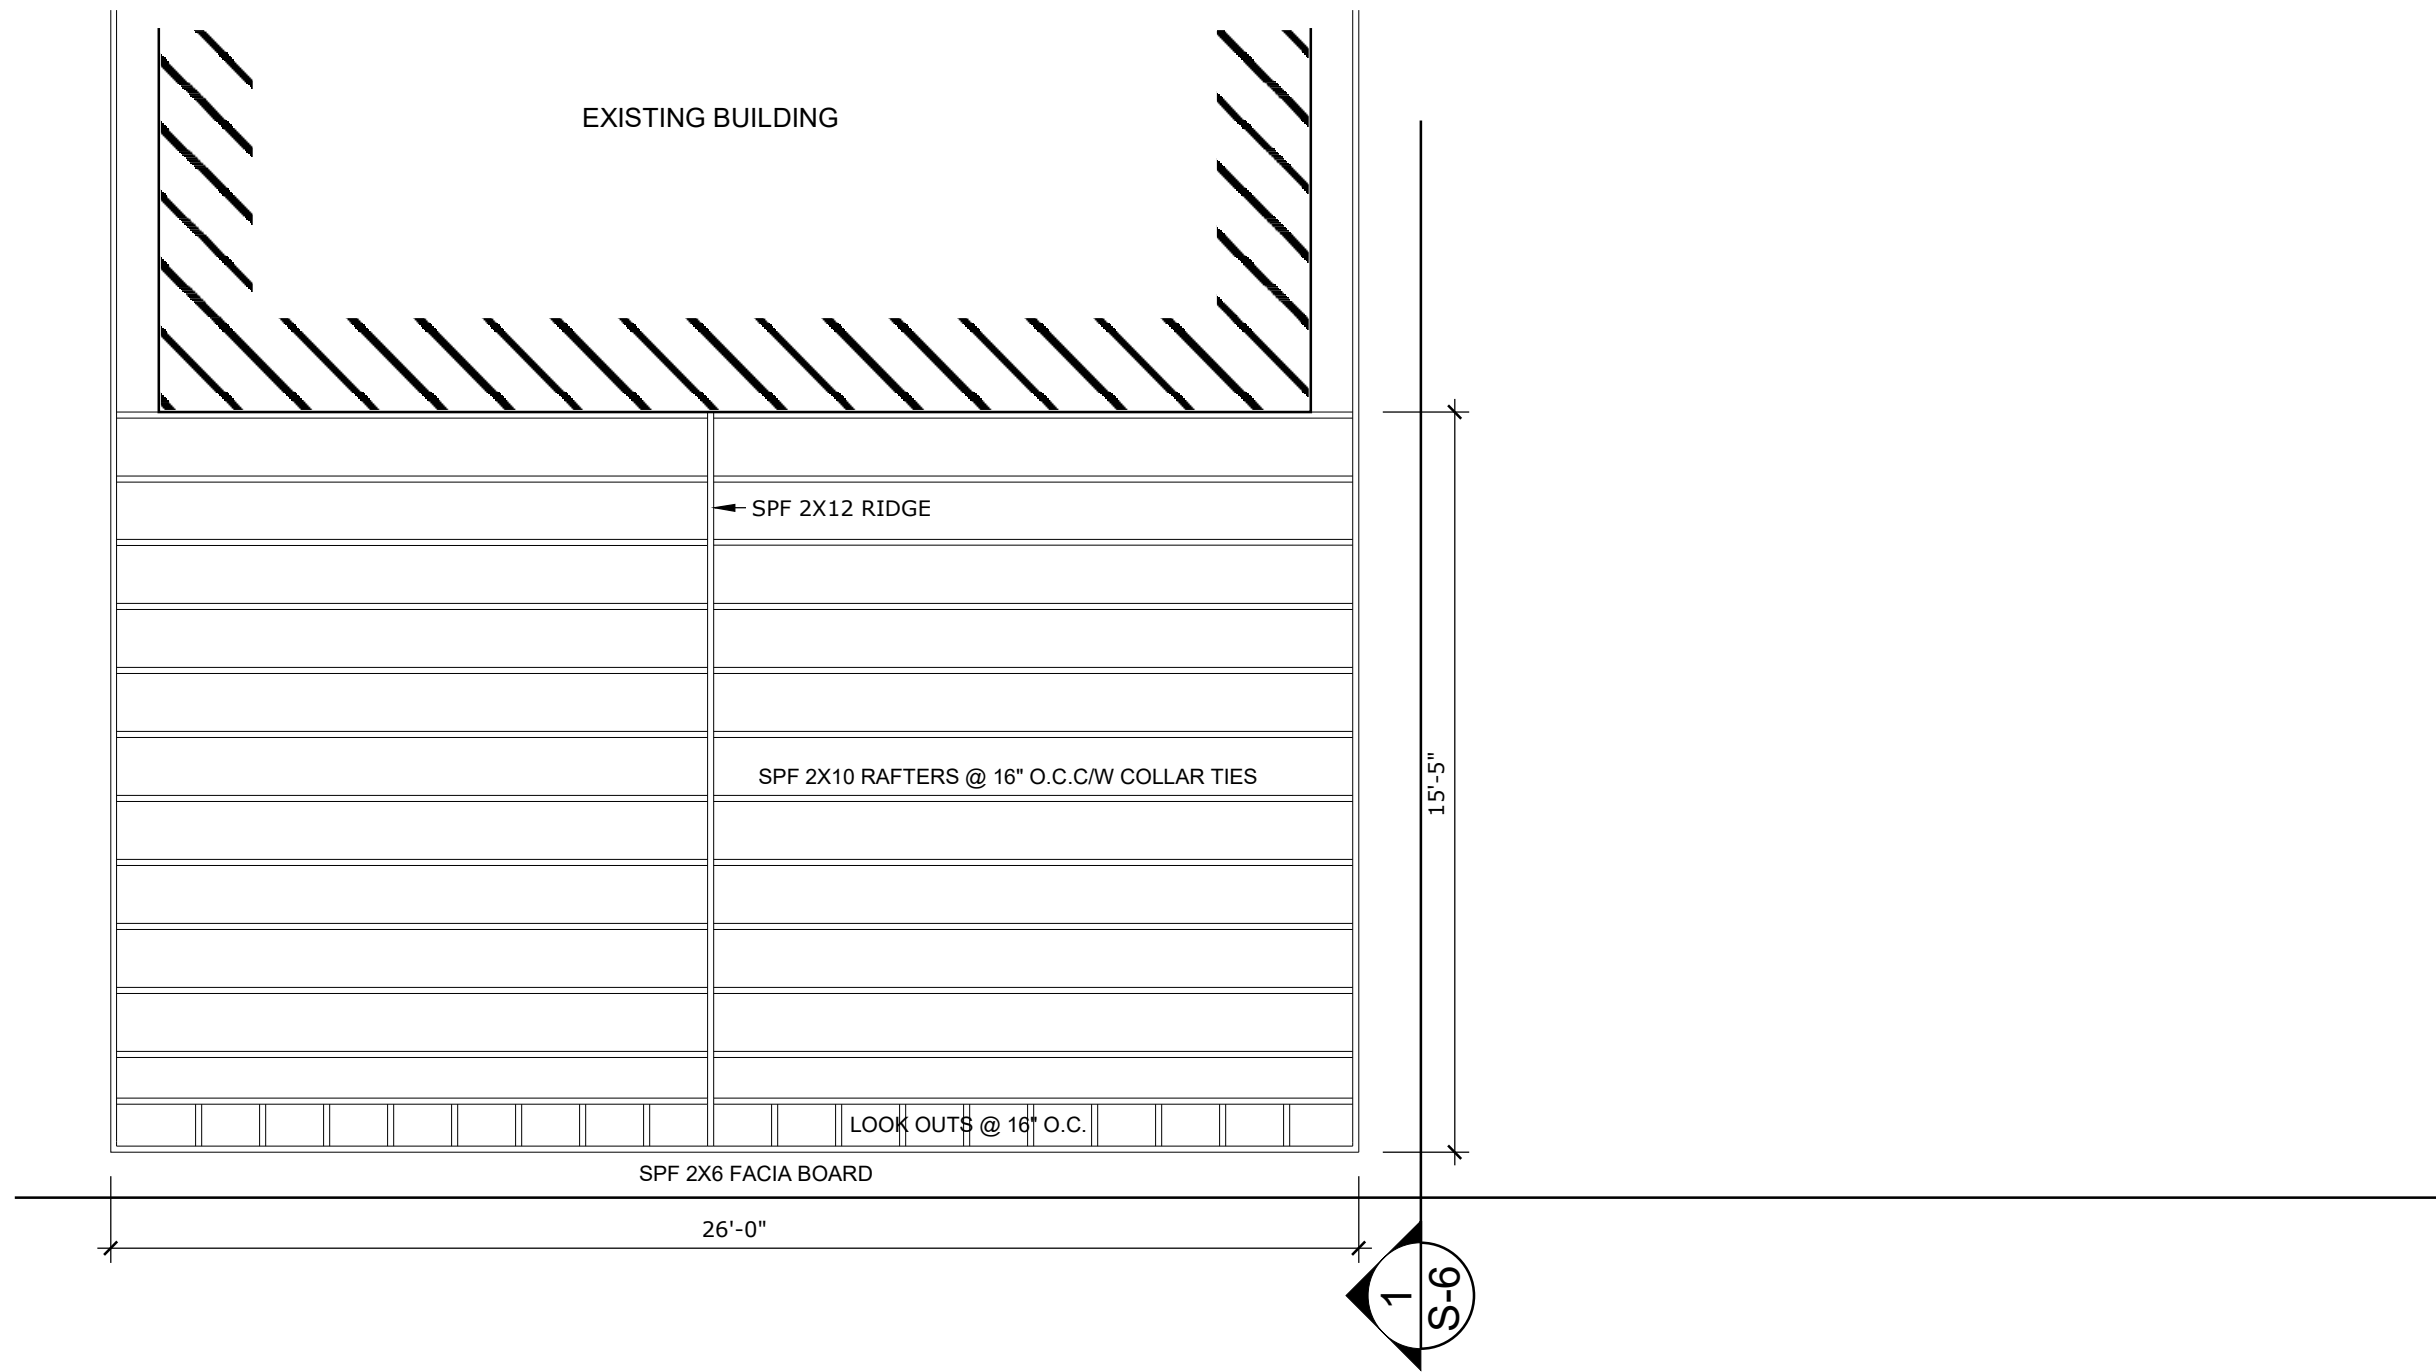 EXISTING BUILDING
SPF 2X12 RIDGE
SPF 2X10 RAFTERS @ 16" O.C.C/W COLLAR TIES
15'-5"
LOOK OUTS @ 16" O.C.
SPF 2X6 FACIA BOARD
26'-0"
1
S-6